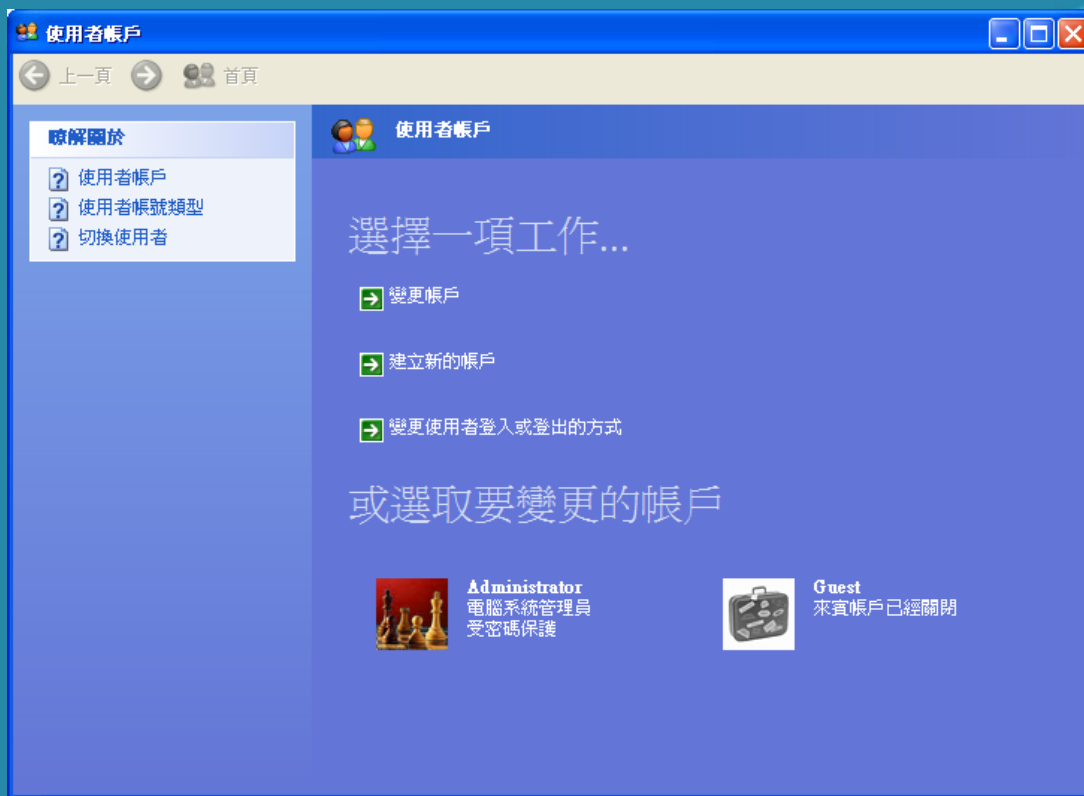 使用者帳戶
上一頁 首頁
瞭解關於
使用者帳戶
使用者帳號類型
切換使用者
使用者帳戶
選擇一項工作...
變更帳戶
建立新的帳戶
變更使用者登入或登出的方式
或選取要變更的帳戶
Administrator
電腦系統管理員
受密碼保護
Guest
來賓帳戶已經關閉